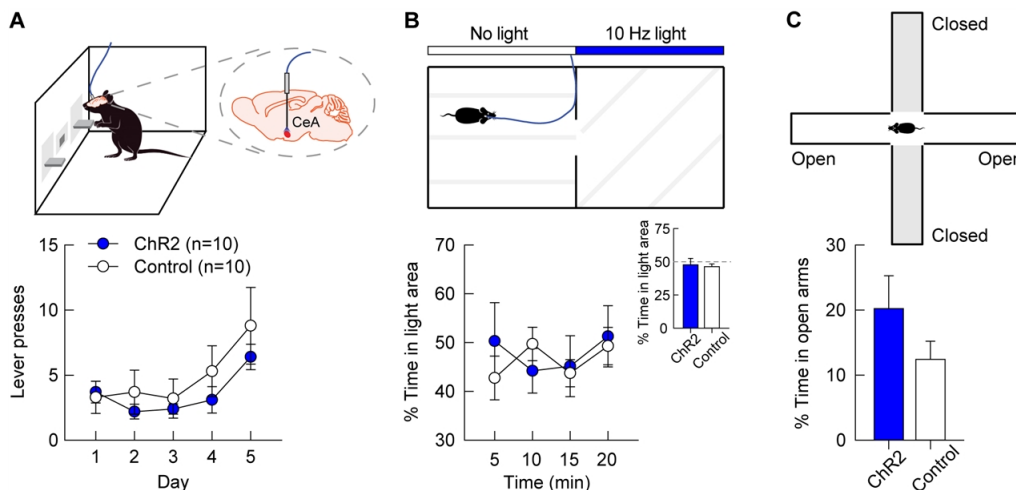 A
CeA
15
10
5
0
Lever presses
ChR2 (n=10)
Control (n=10)
1 2 3 4 5
Day
B
No light 10 Hz light
70
60
50
40
30
% Time in light area
5 10 15 20
Time (min)
75
50
25
0
% Time in light area
ChR2
Control
C
Closed
Open Open
Closed
30
20
10
0
% Time in open arms
ChR2
Control